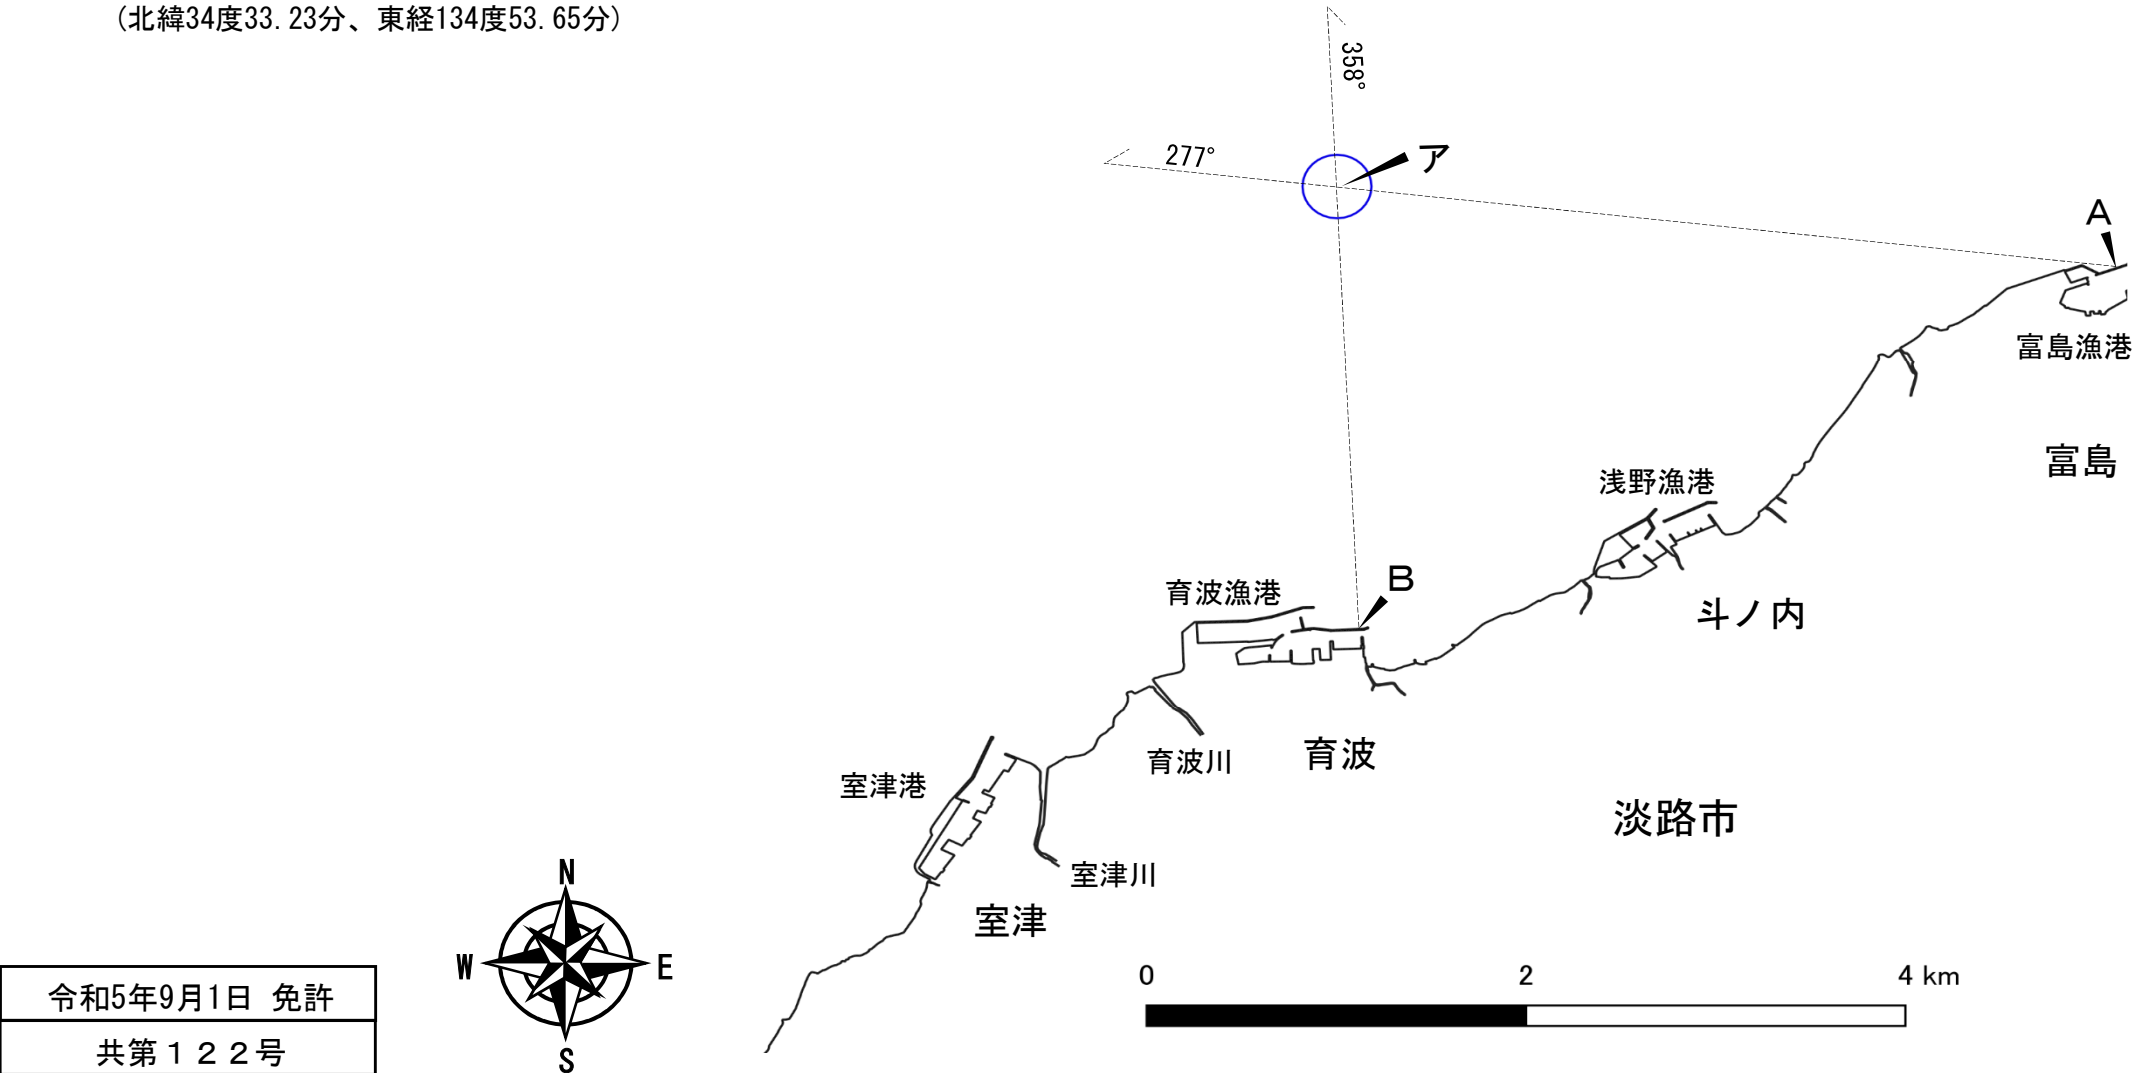 (北緯34度33.23分、東経134度53.65分)
358°
277°
ア
A
富島漁港
富島
浅野漁港
B
育波漁港
斗ノ内
育波川
育波
室津港
淡路市
室津川
室津
N
W
E
S
0
2
4 km
令和5年9月1日 免許
共第１２２号